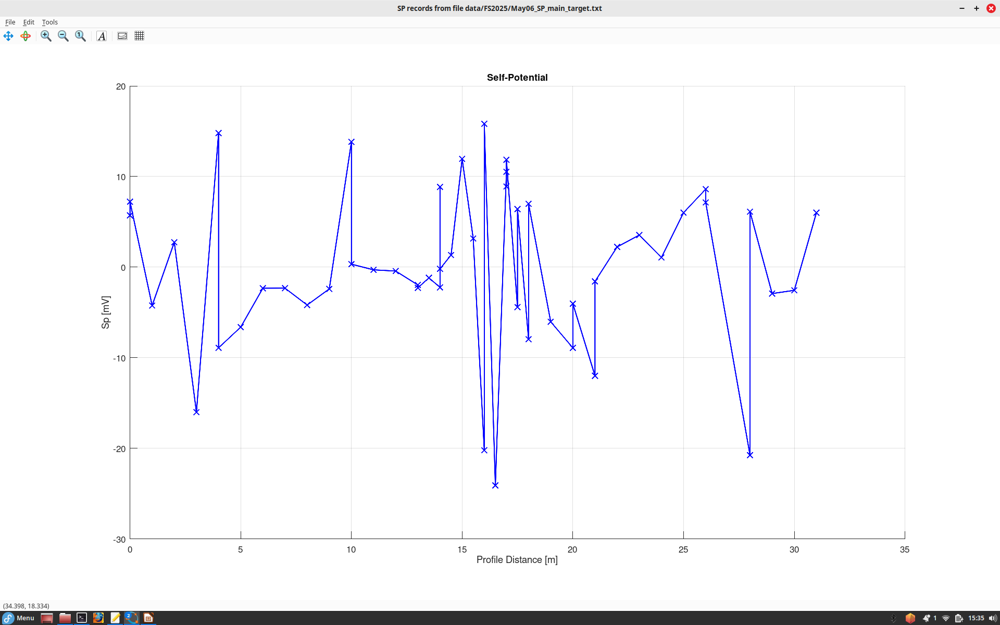 SP records from file data/FS2025/May06_SP_main_target.txt
File Edit Tools
1
A
Self-Potential
20
10
0
-10
-20
-30
Sp [mV]
0 5 10 15 20 25 30 35
Profile Distance [m]
(34.398, 18.334)
Menu 2 1 15:35